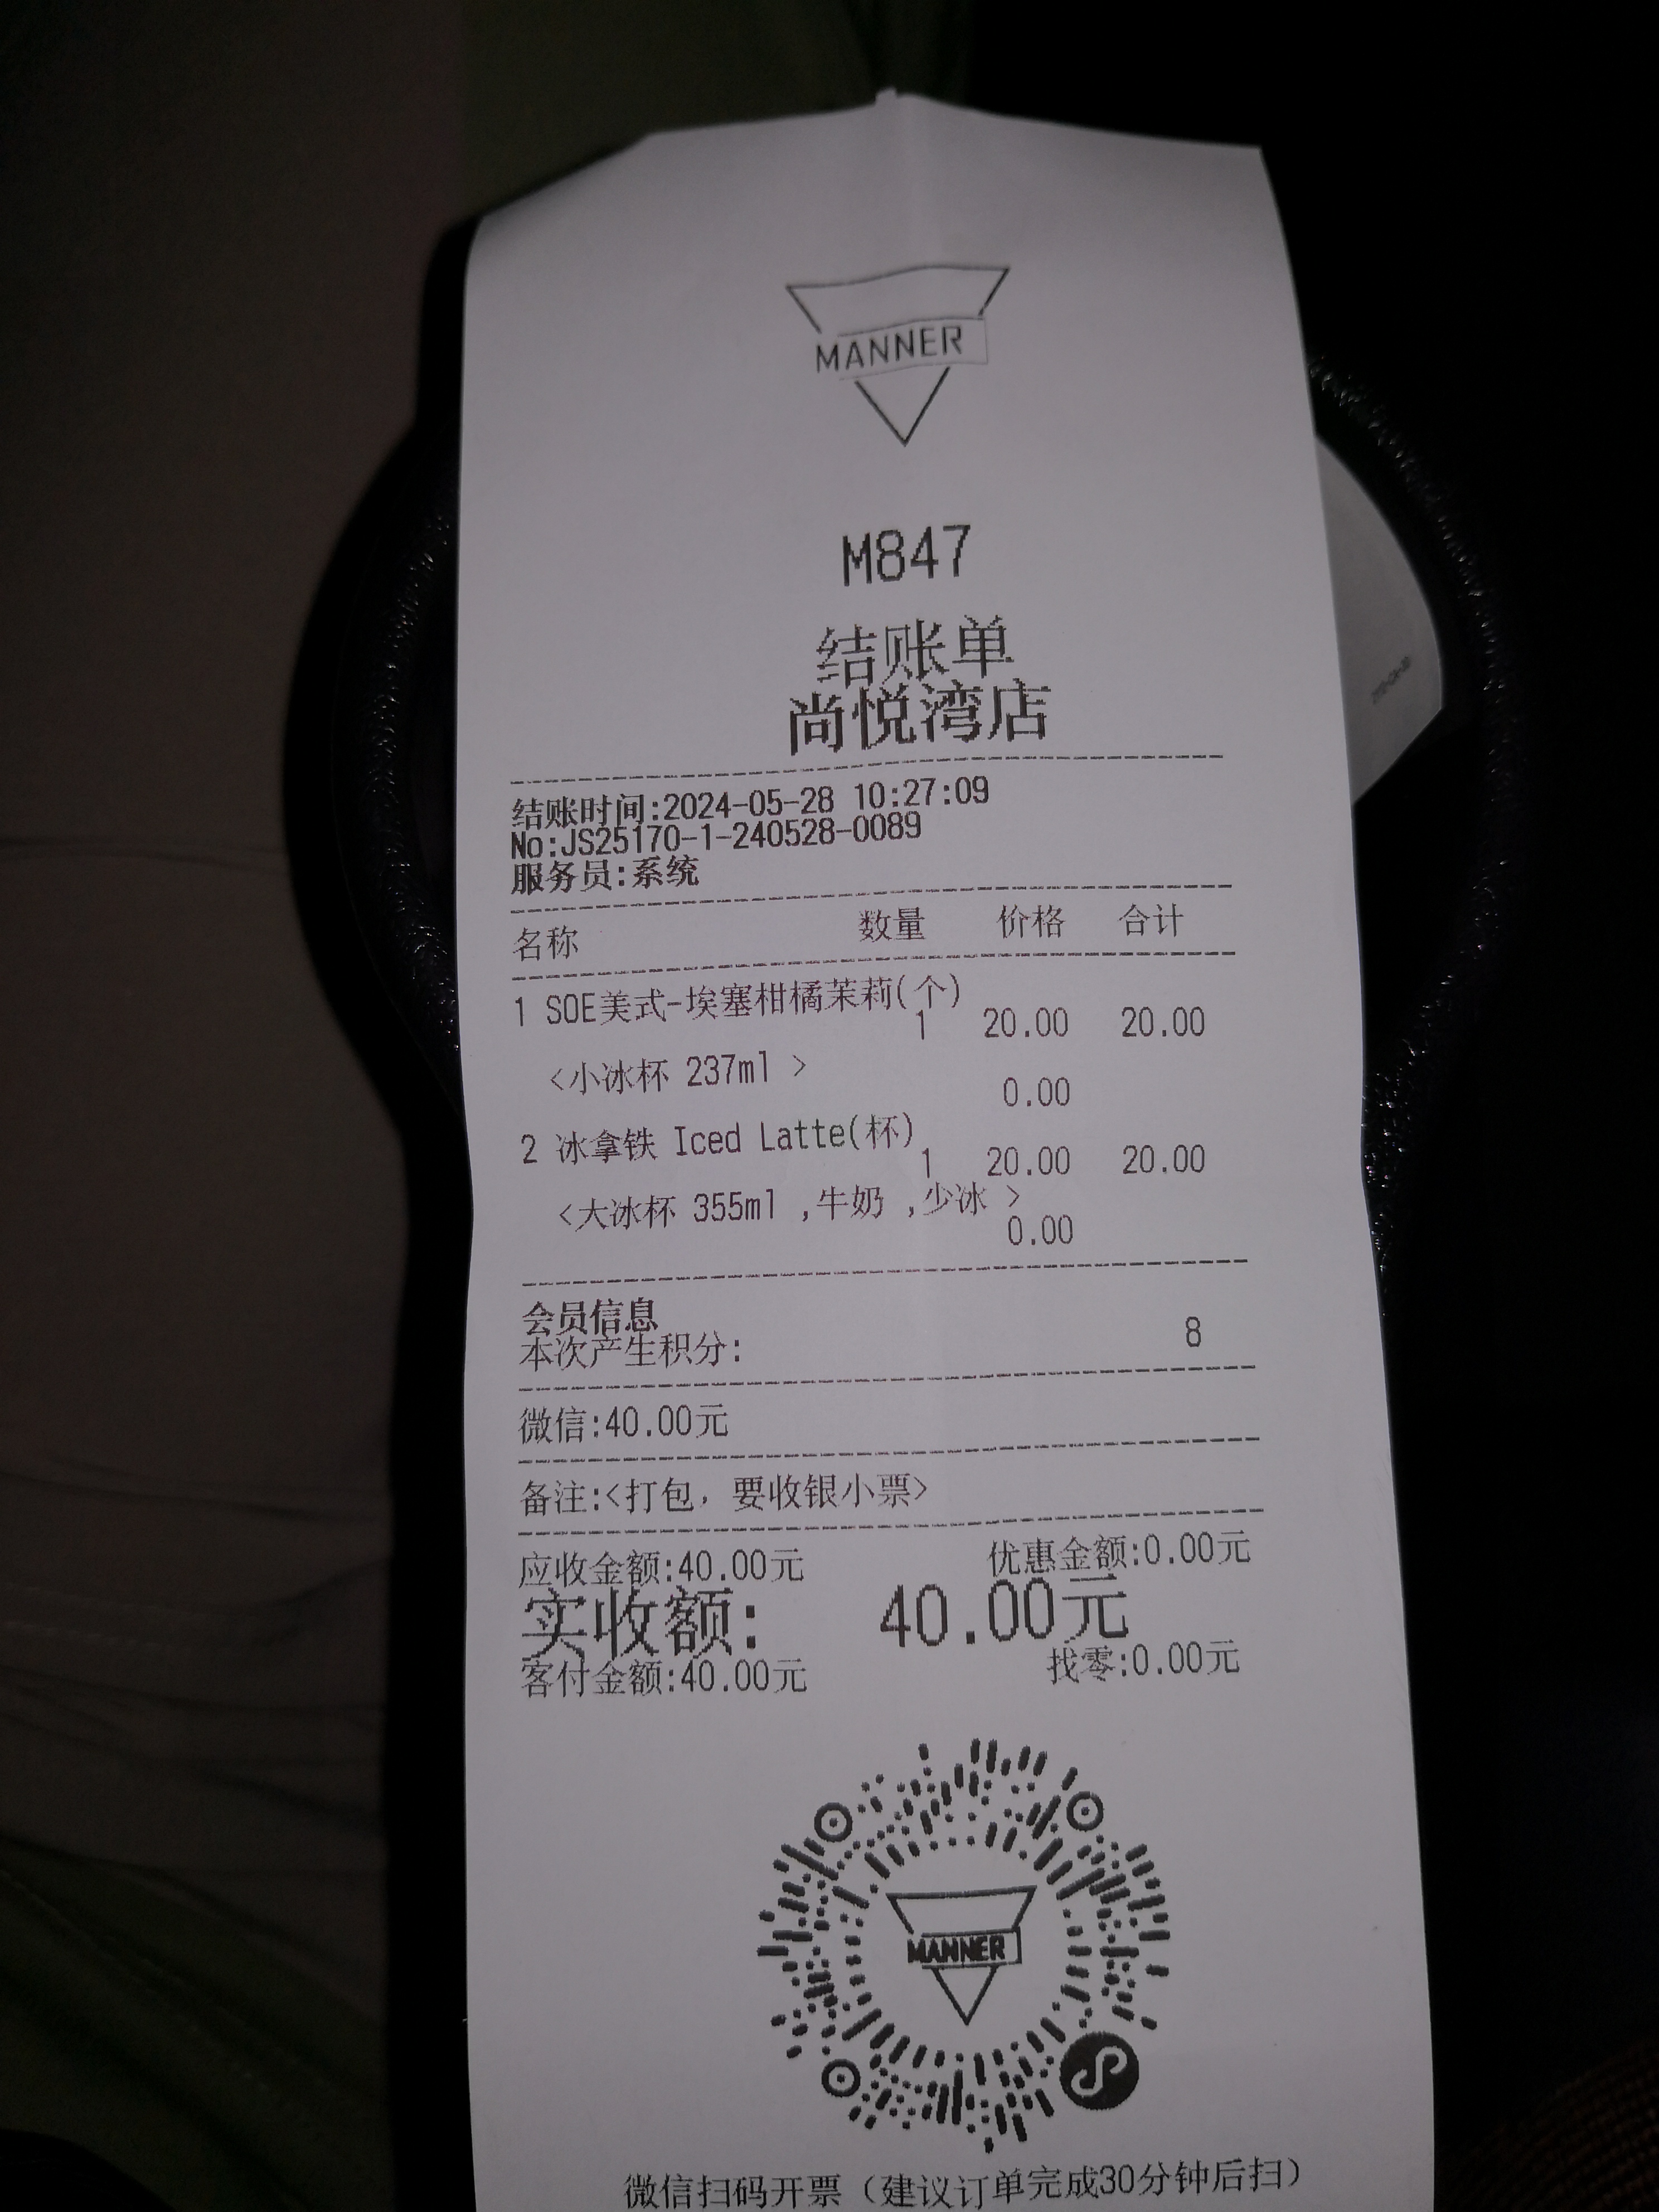 MANNER
M847
结账单
尚悦湾店
结账时间:2024-05-28 10:27:09
No:JS25170-1-240528-0089
服务员:系统
名称 数量 价格 合计
1 SOE美式-埃塞柑橘茉莉(个)
1 20.00 20.00
<小冰杯 237ml >
0.00
2 冰拿铁 Iced Latte(杯)
1 20.00 20.00
<大冰杯 355ml ,牛奶 ,少冰 >
0.00
会员信息
本次产生积分: 8
微信:40.00元
备注:<打包，要收银小票>
应收金额:40.00元 优惠金额:0.00元
实收额: 40.00元
客付金额:40.00元 找零:0.00元
MANNER
微信扫码开票（建议订单完成30分钟后扫）